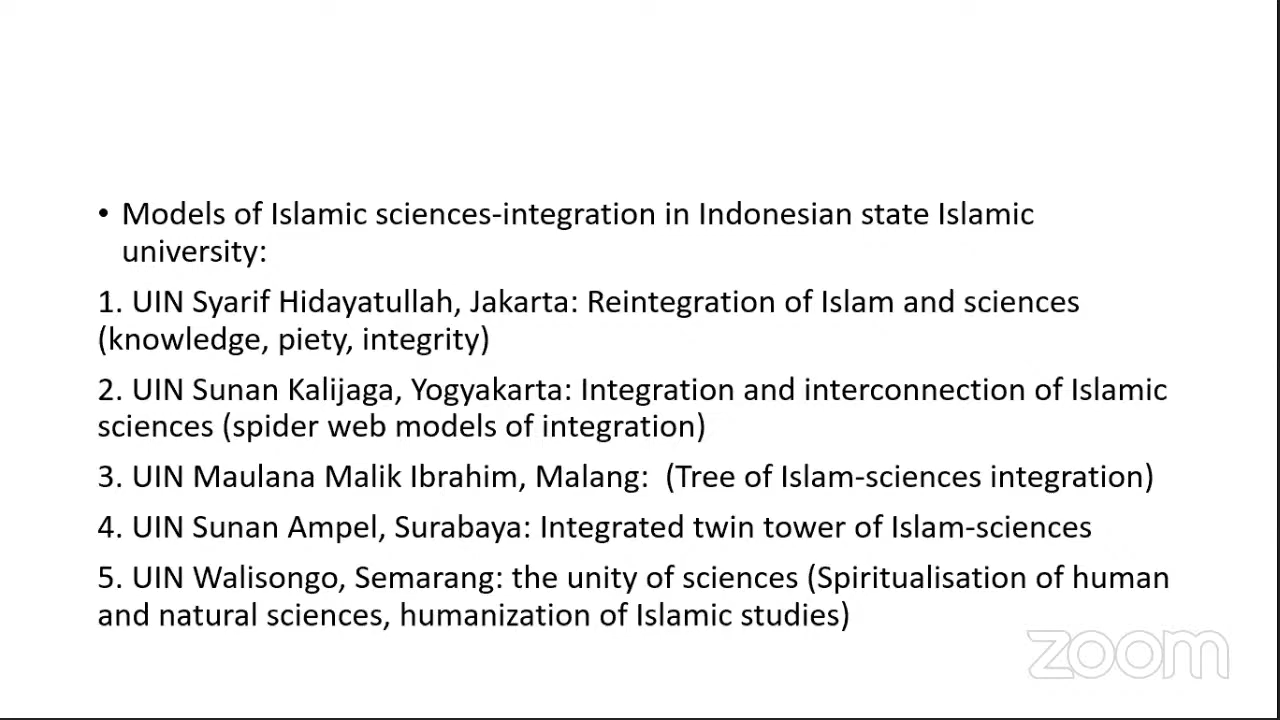 • Models of Islamic sciences-integration in Indonesian state Islamic
university:
1. UIN Syarif Hidayatullah, Jakarta: Reintegration of Islam and sciences
(knowledge, piety, integrity)
2. UIN Sunan Kalijaga, Yogyakarta: Integration and interconnection of Islamic
sciences (spider web models of integration)
3. UIN Maulana Malik Ibrahim, Malang:  (Tree of Islam-sciences integration)
4. UIN Sunan Ampel, Surabaya: Integrated twin tower of Islam-sciences
5. UIN Walisongo, Semarang: the unity of sciences (Spiritualisation of human
and natural sciences, humanization of Islamic studies)
zoom